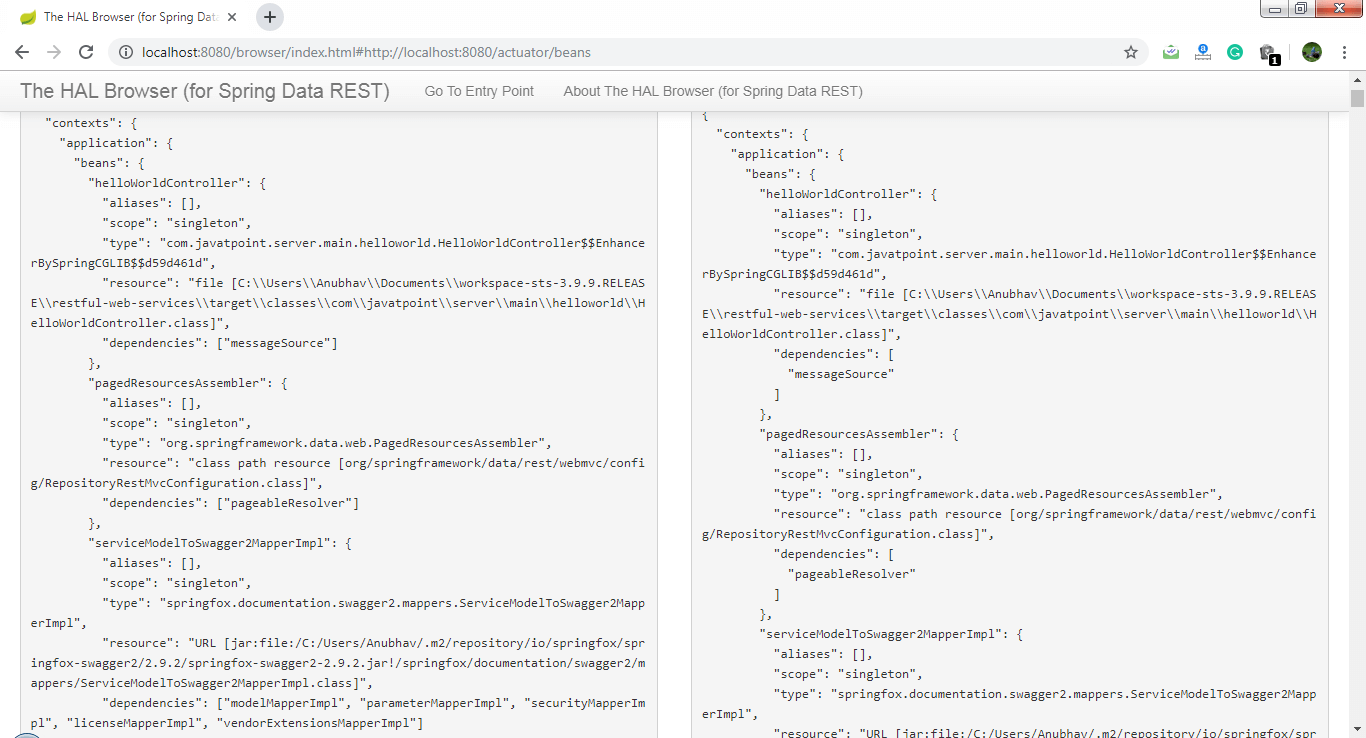 The HAL Browser (for Spring Data
localhost:8080/browser/index.html#http://localhost:8080/actuator/beans
1
The HAL Browser (for Spring Data REST) Go To Entry Point About The HAL Browser (for Spring Data REST)
"contexts": {
"application": {
"beans": {
"helloWorldController": {
"aliases": [],
"scope": "singleton",
"type": "com.javatpoint.server.main.helloworld.HelloWorldController$$Enhance
rBySpringCGLIB$$d59d461d",
"resource": "file [C:\\Users\\Anubhav\\Documents\\workspace-sts-3.9.9.RELEAS
E\\restful-web-services\\target\\classes\\com\\javatpoint\\server\\main\\helloworld\\H
elloWorldController.class]",
"dependencies": ["messageSource"]
},
"pagedResourcesAssembler": {
"aliases": [],
"scope": "singleton",
"type": "org.springframework.data.web.PagedResourcesAssembler",
"resource": "class path resource [org/springframework/data/rest/webmvc/confi
g/RepositoryRestMvcConfiguration.class]",
"dependencies": ["pageableResolver"]
},
"serviceModelToSwagger2MapperImpl": {
"aliases": [],
"scope": "singleton",
"type": "springfox.documentation.swagger2.mappers.ServiceModelToSwagger2Mapp
erImpl",
"resource": "URL [jar:file:/C:/Users/Anubhav/.m2/repository/io/springfox/spr
ingfox-swagger2/2.9.2/springfox-swagger2-2.9.2.jar!/springfox/documentation/swagger2/m
appers/ServiceModelToSwagger2MapperImpl.class]",
"dependencies": ["modelMapperImpl", "parameterMapperImpl", "securityMapperIm
pl", "licenseMapperImpl", "vendorExtensionsMapperImpl"]
{
"contexts": {
"application": {
"beans": {
"helloWorldController": {
"aliases": [],
"scope": "singleton",
"type": "com.javatpoint.server.main.helloworld.HelloWorldController$$Enhance
rBySpringCGLIB$$d59d461d",
"resource": "file [C:\\Users\\Anubhav\\Documents\\workspace-sts-3.9.9.RELEAS
E\\restful-web-services\\target\\classes\\com\\javatpoint\\server\\main\\helloworld\\H
elloWorldController.class]",
"dependencies": [
"messageSource"
]
},
"pagedResourcesAssembler": {
"aliases": [],
"scope": "singleton",
"type": "org.springframework.data.web.PagedResourcesAssembler",
"resource": "class path resource [org/springframework/data/rest/webmvc/confi
g/RepositoryRestMvcConfiguration.class]",
"dependencies": [
"pageableResolver"
]
},
"serviceModelToSwagger2MapperImpl": {
"aliases": [],
"scope": "singleton",
"type": "springfox.documentation.swagger2.mappers.ServiceModelToSwagger2Mapp
erImpl",
"resource": "URL [jar:file:/C:/Users/Anubhav/.m2/repository/io/springfox/spr